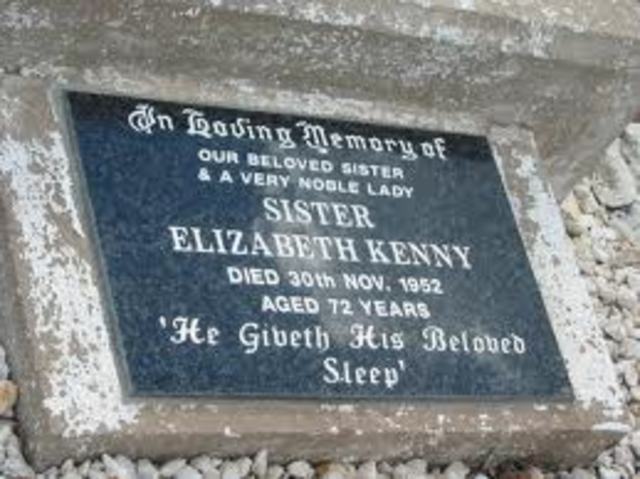 In Loving Memory of
OUR BELOVED SISTER
& A VERY NOBLE LADY
SISTER
ELIZABETH KENNY
DIED 30th NOV. 1952
AGED 72 YEARS
'He Giveth His Beloved
Sleep'